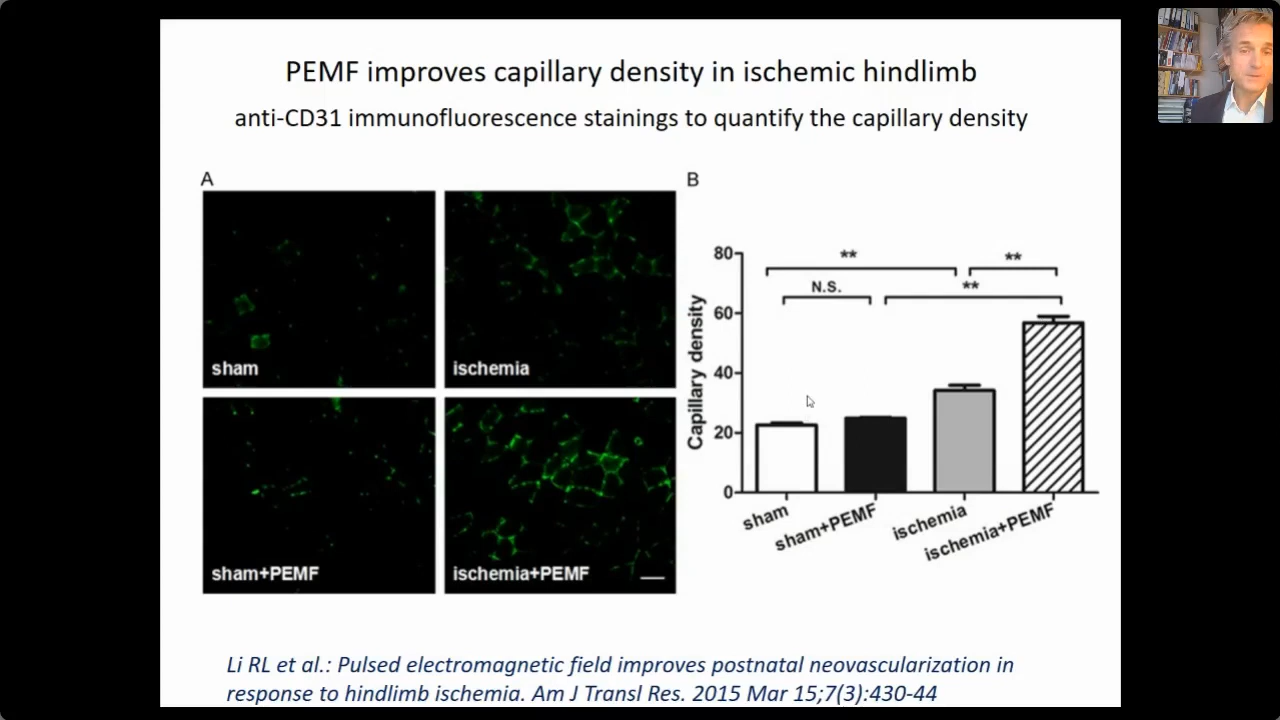 PEMF improves capillary density in ischemic hindlimb
anti-CD31 immunofluorescence stainings to quantify the capillary density
A
sham
ischemia
sham+PEMF
ischemia+PEMF
B
Capillary density
80
60
40
20
0
**
**
N.S.
**
sham
sham+PEMF
ischemia
ischemia+PEMF
Li RL et al.: Pulsed electromagnetic field improves postnatal neovascularization in
response to hindlimb ischemia. Am J Transl Res. 2015 Mar 15;7(3):430-44